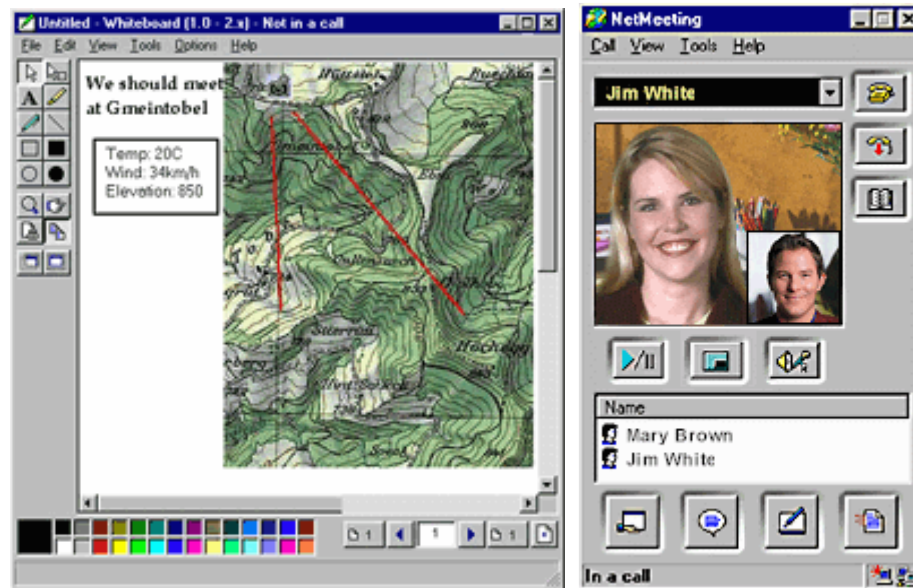 Untitled - Whiteboard (1.0 - 2.x) - Not in a call
File Edit View Tools Options Help
We should meet
at Gmeintobel
Temp: 20C
Wind: 34km/h
Elevation: 850
A
1
1
1
NetMeeting
Call View Tools Help
Jim White
Name
Mary Brown
Jim White
In a call